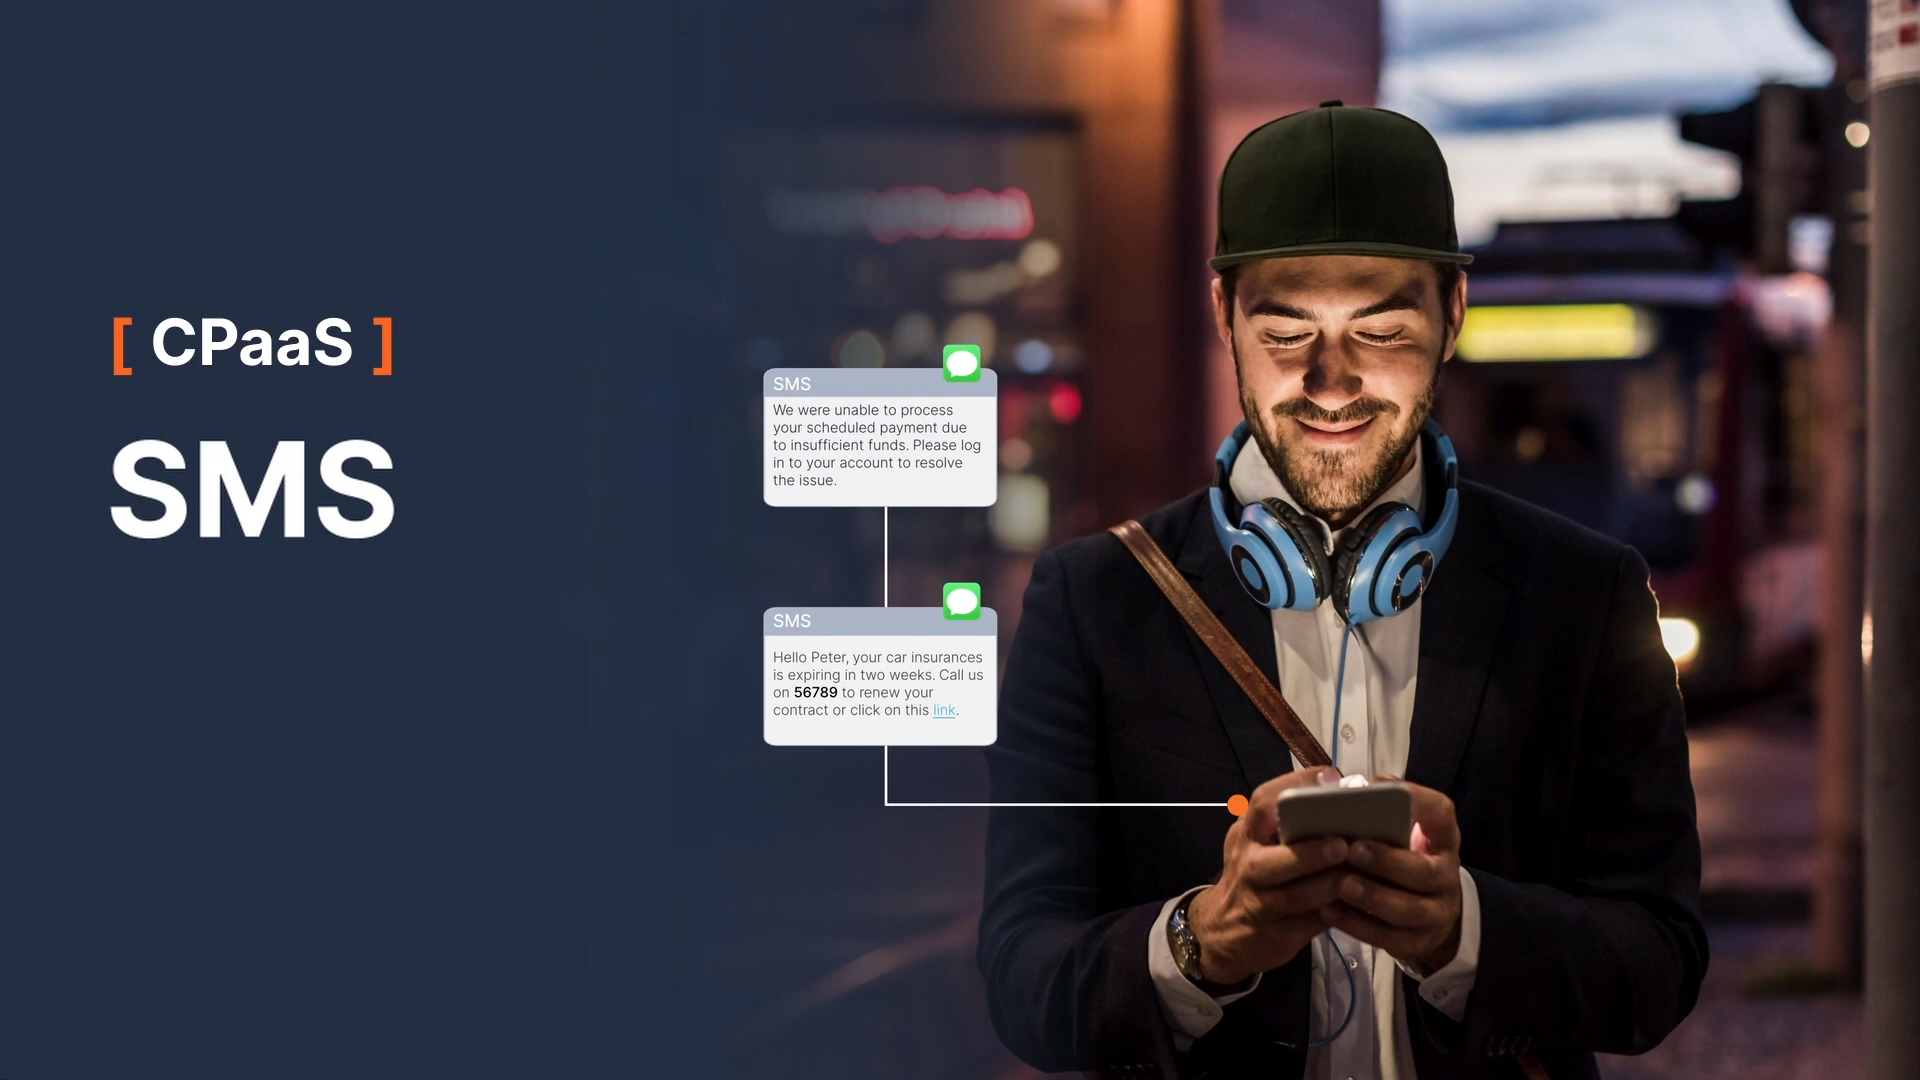 [ CPaaS ]
SMS
SMS
We were unable to process
your scheduled payment due
to insufficient funds. Please log
in to your account to resolve
the issue.
SMS
Hello Peter, your car insurances
is expiring in two weeks. Call us
on 56789 to renew your
contract or click on this link.